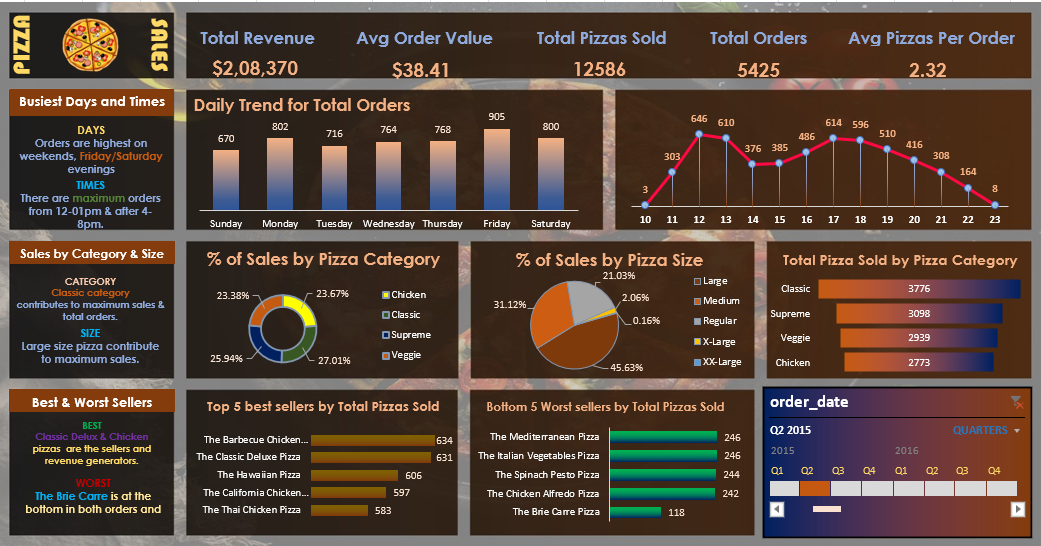 PIZZA
SALES
Total Revenue
$2,08,370
Avg Order Value
$38.41
Total Pizzas Sold
12586
Total Orders
5425
Avg Pizzas Per Order
2.32
Busiest Days and Times
DAYS
Orders are highest on
weekends, Friday/Saturday
evenings
TIMES
There are maximum orders
from 12-01pm & after 4-
8pm.
Daily Trend for Total Orders
670
802
716
764
768
905
800
Sunday
Monday
Tuesday
Wednesday
Thursday
Friday
Saturday
3
303
646
610
376
385
486
614
596
510
416
308
164
8
10
11
12
13
14
15
16
17
18
19
20
21
22
23
Sales by Category & Size
CATEGORY
Classic category
contributes to maximum sales &
total orders.
SIZE
Large size pizza contribute
to maximum sales.
% of Sales by Pizza Category
23.38%
23.67%
25.94%
27.01%
Chicken
Classic
Supreme
Veggie
% of Sales by Pizza Size
21.03%
2.06%
0.16%
31.12%
45.63%
Large
Medium
Regular
X-Large
XX-Large
Total Pizza Sold by Pizza Category
Classic 3776
Supreme 3098
Veggie 2939
Chicken 2773
Best & Worst Sellers
BEST
Classic Delux & Chicken
pizzas are the sellers and
revenue generators.
WORST
The Brie Carre is at the
bottom in both orders and
Top 5 best sellers by Total Pizzas Sold
The Barbecue Chicken... 634
The Classic Deluxe Pizza 631
The Hawaiian Pizza 606
The California Chicken... 597
The Thai Chicken Pizza 583
Bottom 5 Worst sellers by Total Pizzas Sold
The Mediterranean Pizza 246
The Italian Vegetables Pizza 246
The Spinach Pesto Pizza 244
The Chicken Alfredo Pizza 242
The Brie Carre Pizza 118
order_date
Q2 2015 QUARTERS
2015 2016
Q1 Q2 Q3 Q4 Q1 Q2 Q3 Q4